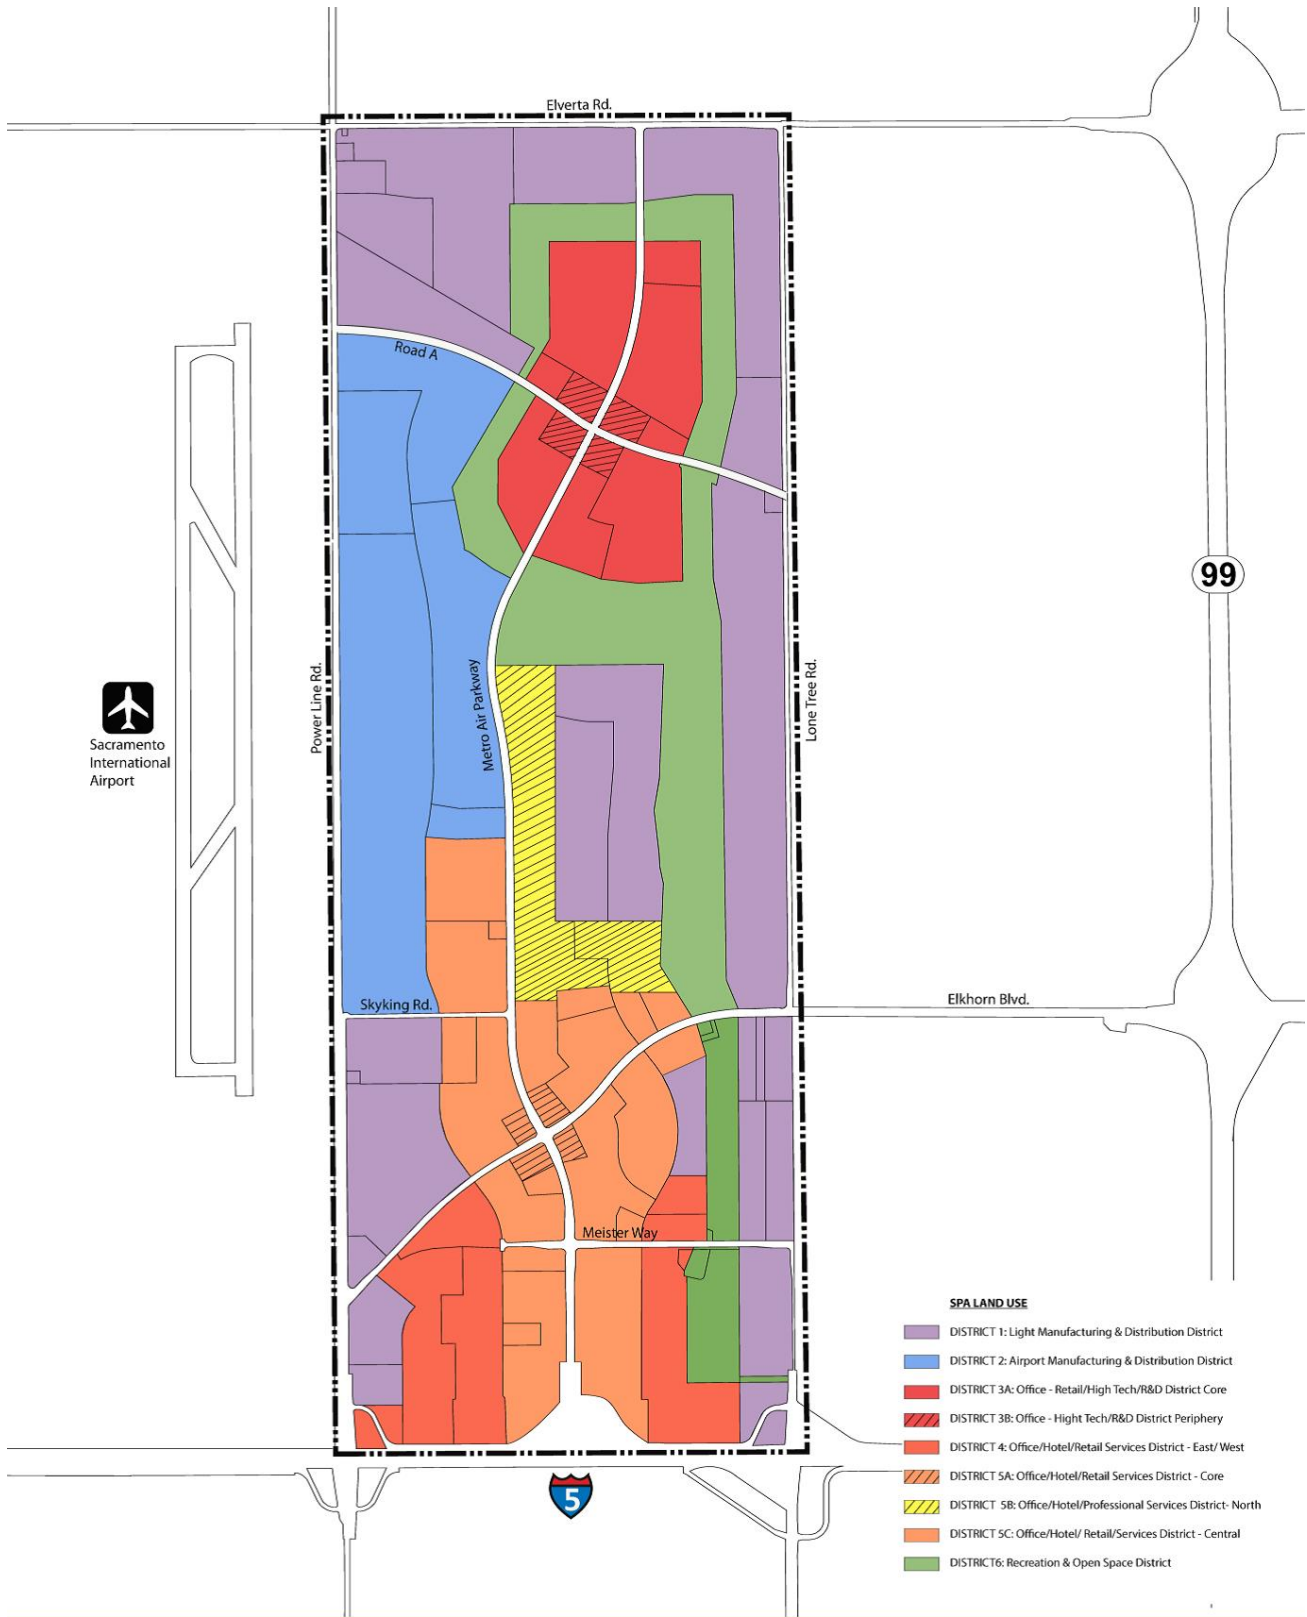 Elverta Rd.
Road A
99
Power Line Rd.
Metro Air Parkway
Lone Tree Rd.
Sacramento
International
Airport
Skyking Rd.
Elkhorn Blvd.
Meister Way
5
SPA LAND USE
DISTRICT 1: Light Manufacturing & Distribution District
DISTRICT 2: Airport Manufacturing & Distribution District
DISTRICT 3A: Office - Retail/High Tech/R&D District Core
DISTRICT 3B: Office - Hight Tech/R&D District Periphery
DISTRICT 4: Office/Hotel/Retail Services District - East/ West
DISTRICT 5A: Office/Hotel/Retail Services District - Core
DISTRICT 5B: Office/Hotel/Professional Services District- North
DISTRICT 5C: Office/Hotel/ Retail/Services District - Central
DISTRICT6: Recreation & Open Space District